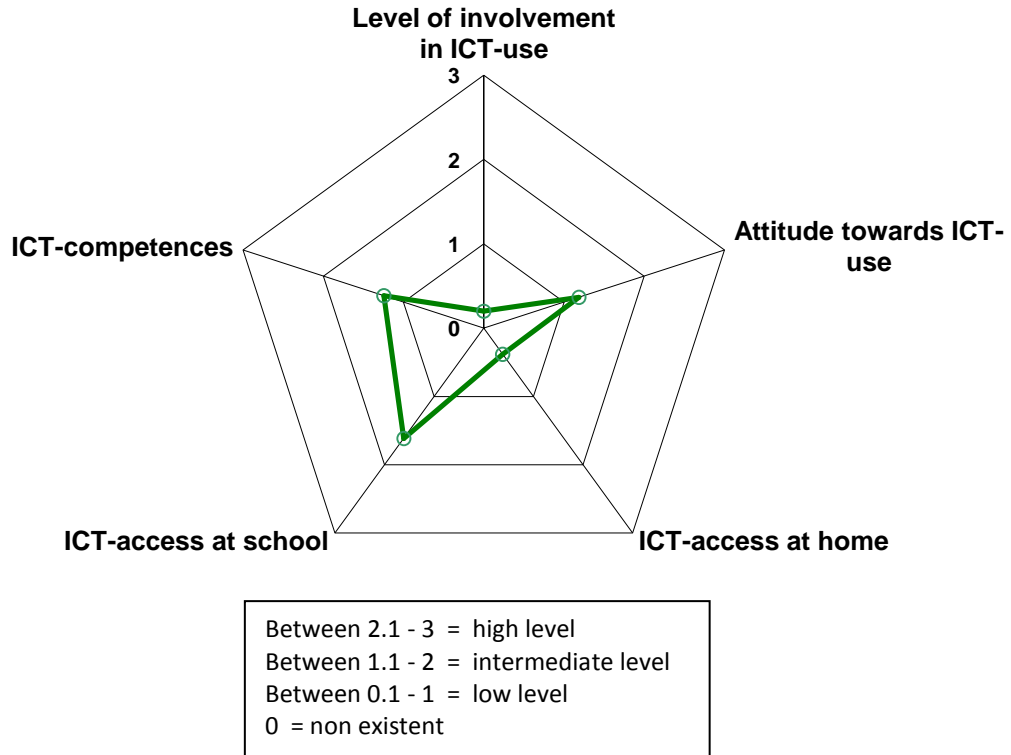 Level of involvement
in ICT-use
3
2
1
0
ICT-competences
Attitude towards ICT-
use
ICT-access at school
ICT-access at home
Between 2.1 - 3 = high level
Between 1.1 - 2 = intermediate level
Between 0.1 - 1 = low level
0 = non existent